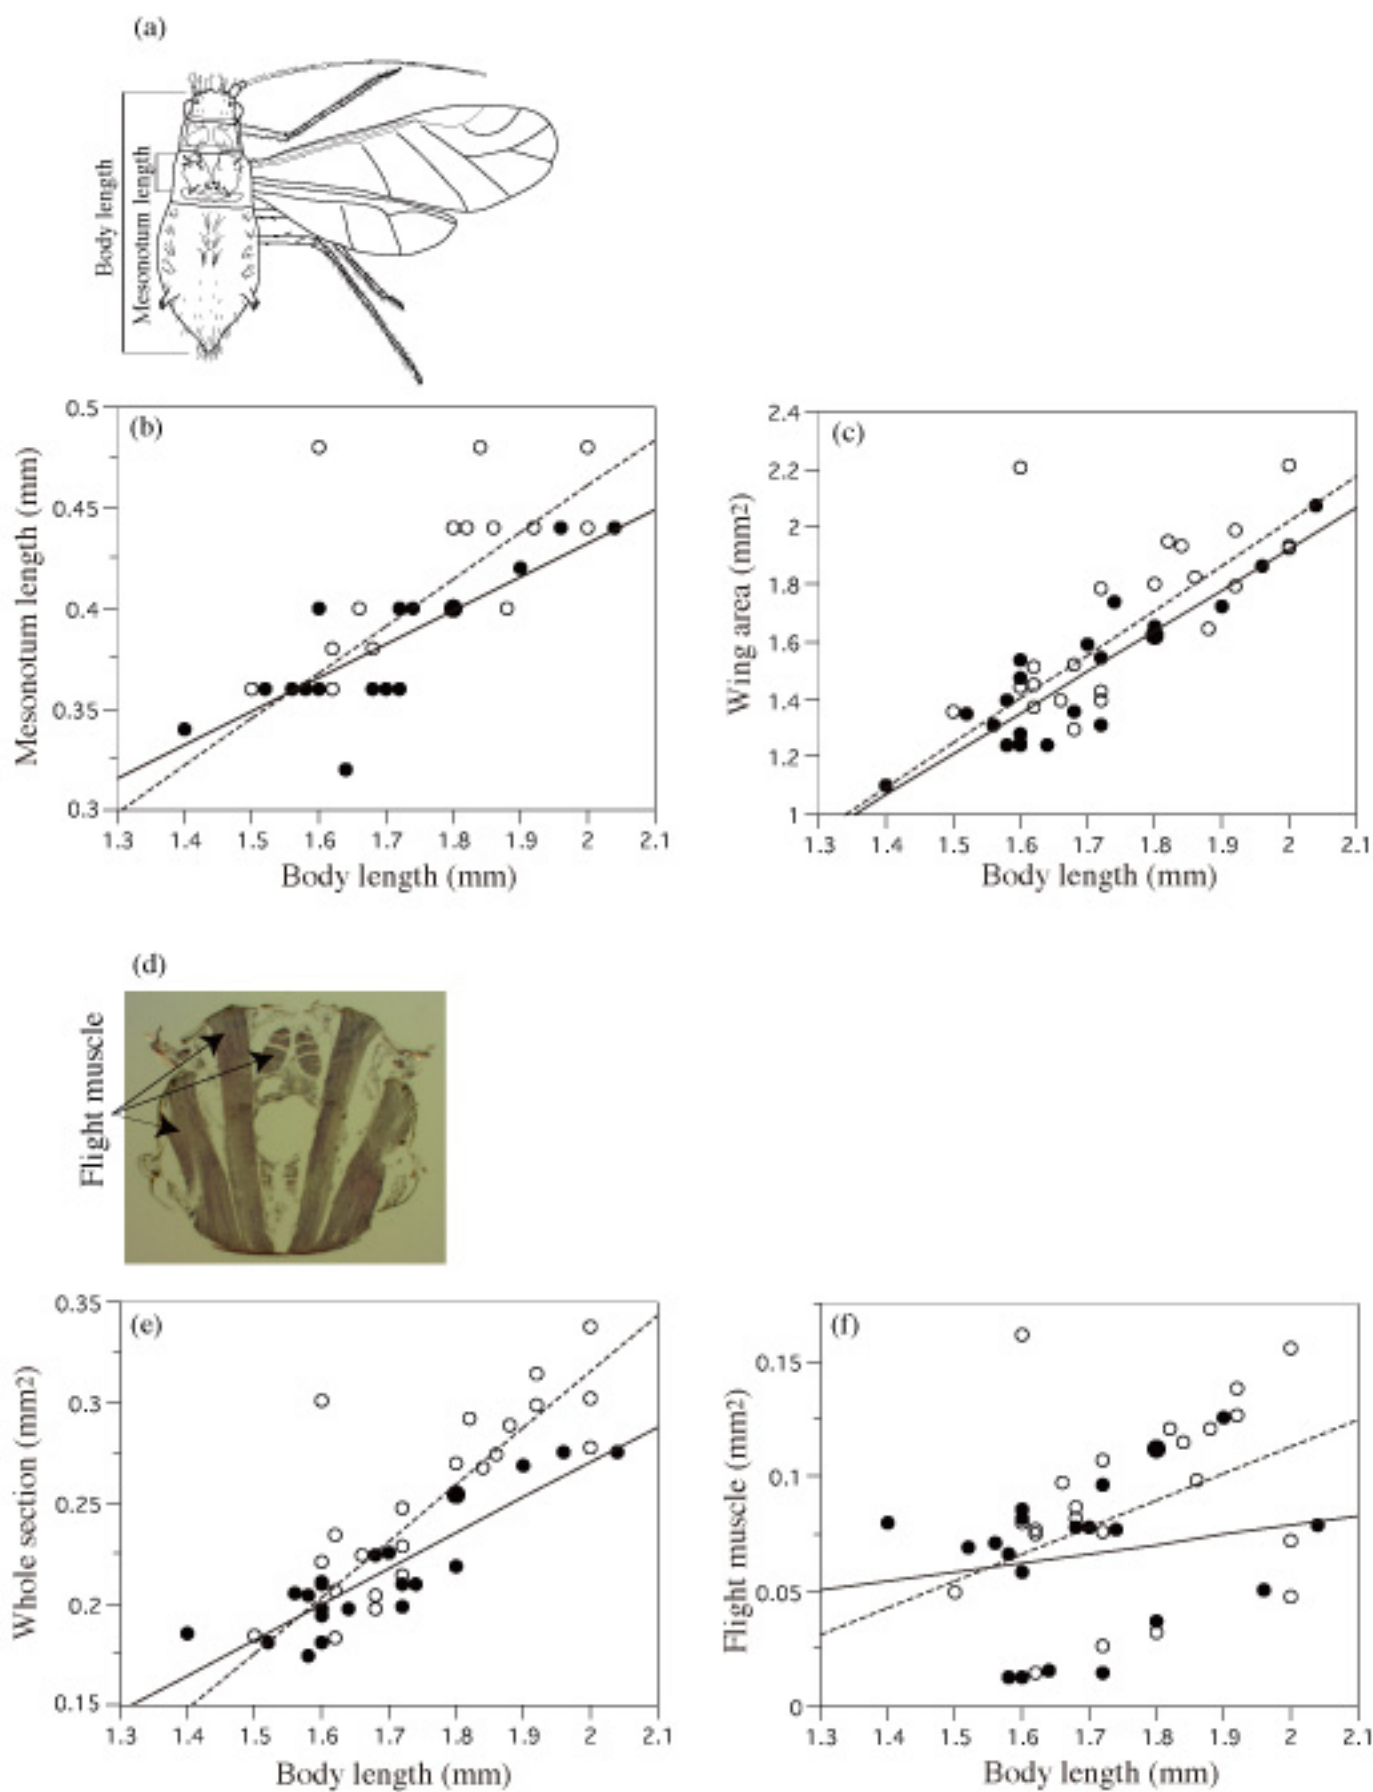 (a)
Body length
Mesonotum length
(b)
Mesonotum length (mm)
0.5
0.45
0.4
0.35
0.3
1.3 1.4 1.5 1.6 1.7 1.8 1.9 2 2.1
Body length (mm)
(c)
Wing area (mm2)
2.4
2.2
2
1.8
1.6
1.4
1.2
1
1.3 1.4 1.5 1.6 1.7 1.8 1.9 2 2.1
Body length (mm)
(d)
Flight muscle
(e)
Whole section (mm2)
0.35
0.3
0.25
0.2
0.15
1.3 1.4 1.5 1.6 1.7 1.8 1.9 2 2.1
Body length (mm)
(f)
Flight muscle (mm2)
0.15
0.1
0.05
0
1.3 1.4 1.5 1.6 1.7 1.8 1.9 2 2.1
Body length (mm)